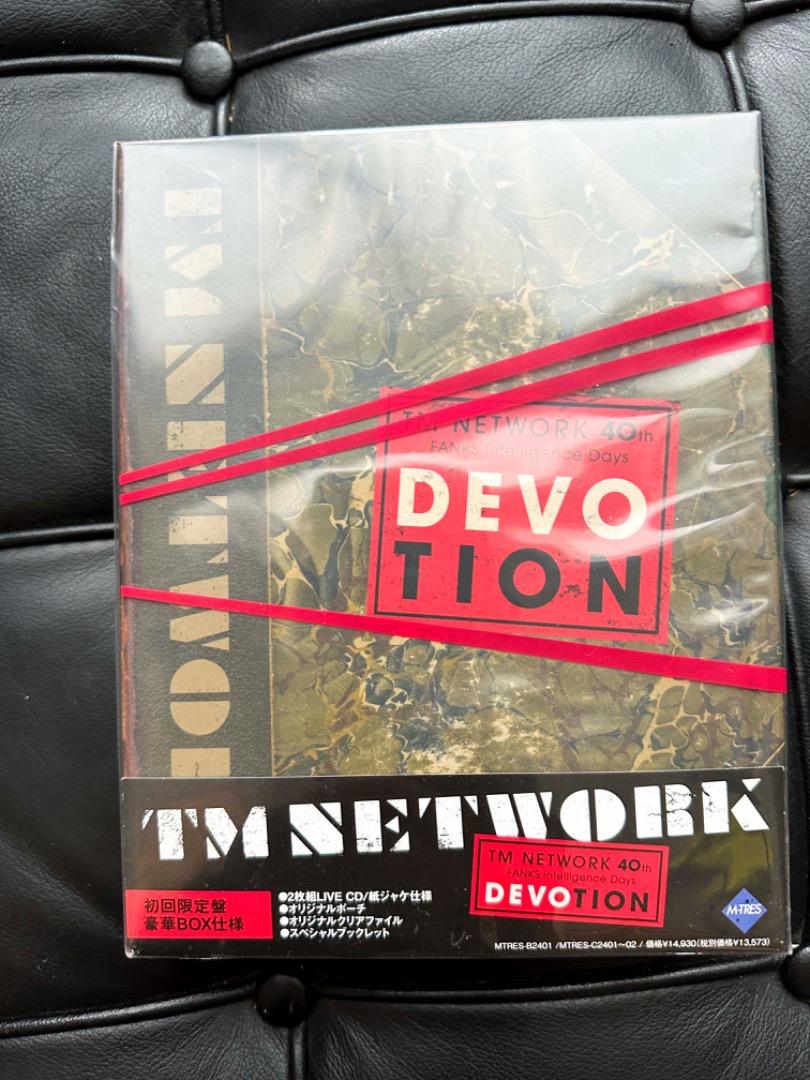 TM NETWORK
TM NETWORK 40th
FANKS intelligence Days
DEVO
TION
TM NETWORK
TM NETWORK 40th
FANKS intelligence Days
DEVOTION
初回限定盤
豪華BOX仕様
●2枚組LIVE CD/紙ジャケ仕様
●オリジナルポーチ
●オリジナルクリアファイル
●スペシャルブックレット
M-TRES
MTRES-B2401 /MTRES-C2401〜02 / 価格¥14,930(税別価格¥13,573)